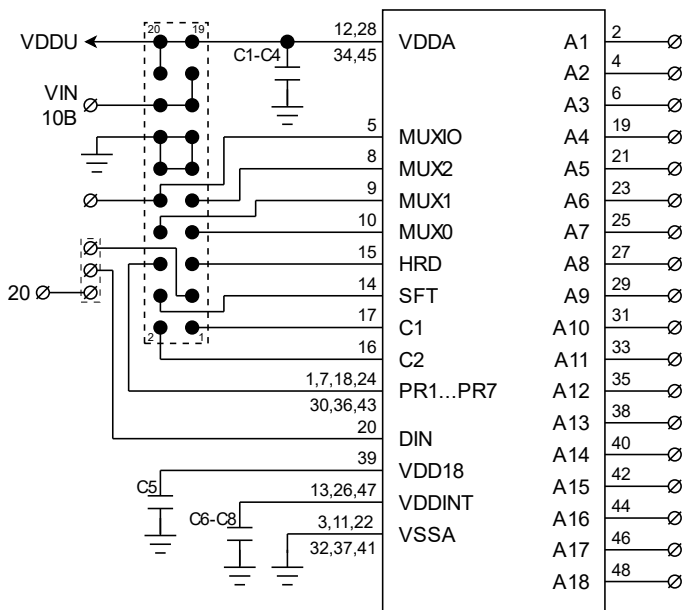 20 19
VDDU
12,28
34,45
VDDA
A1
2
C1-C4
A2
4
VIN
10В
A3
6
5
MUXIO
A4
19
8
MUX2
A5
21
9
MUX1
A6
23
10
MUX0
A7
25
15
HRD
A8
27
20
14
SFT
A9
29
17
C1
A10
31
2 1
16
C2
A11
33
1,7,18,24
30,36,43
PR1...PR7
A12
35
A13
38
20
DIN
A14
40
39
VDD18
A15
42
C5
13,26,47
VDDINT
A16
44
C6-C8
3,11,22
32,37,41
VSSA
A17
46
A18
48